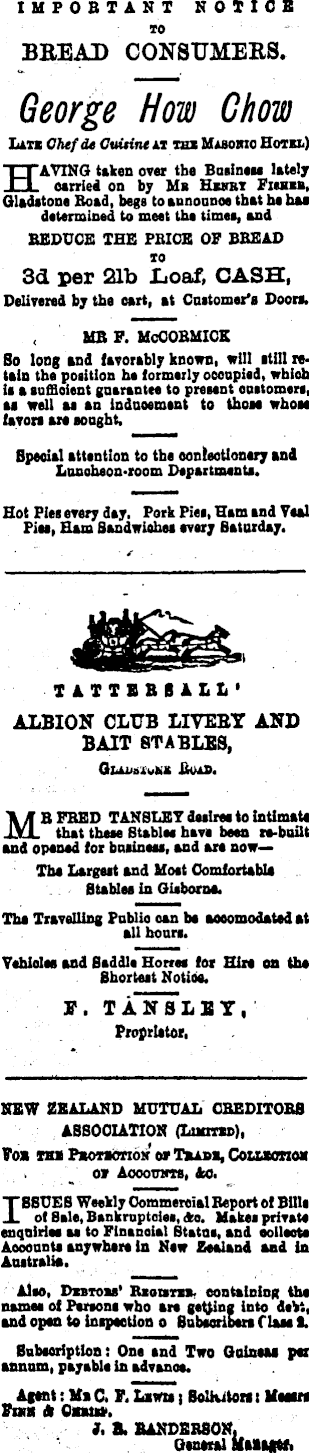 IMPORTANT NOTICE
TO
BREAD CONSUMERS.
George How Chow
LATE Chef de Cuisine AT THE MASONIC HOTEL)
HAVING taken over the Business lately
carried on by MR HENRY FISHER,
Gladstone Road, begs to announce that he has
determined to meet the times, and
REDUCE THE PRICE OF BREAD
TO
3d per 2lb Loaf, CASH,
Delivered by the cart, at Customer's Doors.
MR F. McCORMICK
So long and favorably known, will still re-
tain the position he formerly occupied, which
is a sufficient guarantee to present customers,
as well as an inducement to those whose
favors are sought.
Special attention to the confectionery and
Luncheon-room Departments.
Hot Pies every day. Pork Pies, Ham and Veal
Pies, Ham Sandwiches every Saturday.
TATTERSALL'
ALBION CLUB LIVERY AND
BAIT STABLES,
GLADSTONE ROAD.
MR FRED TANSLEY desires to intimate
that these Stables have been re-built
and opened for business, and are now—
The Largest and Most Comfortable
Stables in Gisborne.
The Travelling Public can be accomodated at
all hours.
Vehicles and Saddle Horses for Hire on the
Shortest Notice.
F. TANSLEY,
Proprietor,
NEW ZEALAND MUTUAL CREDITORS
ASSOCIATION (LIMITED),
FOR THE PROTECTION OF TRADE, COLLECTION
OF ACCOUNTS, &C.
ISSUES Weekly Commercial Report of Bills
of Sale, Bankruptcies, &c. Makes private
enquiries as to Financial Status, and collects
Accounts anywhere in New Zealand and in
Australia.
Also, DEBTORS' REGISTER, containing the
names of Persons who are getting into debt,
and open to inspection o Subscribers Class 2.
Subscription: One and Two Guineas per
annum, payable in advance.
Agent: MR C. F. LEWIS; Solicitors: MESSRS
FINN & CHRISP.
J. R. RANDERSON,
General Manager.